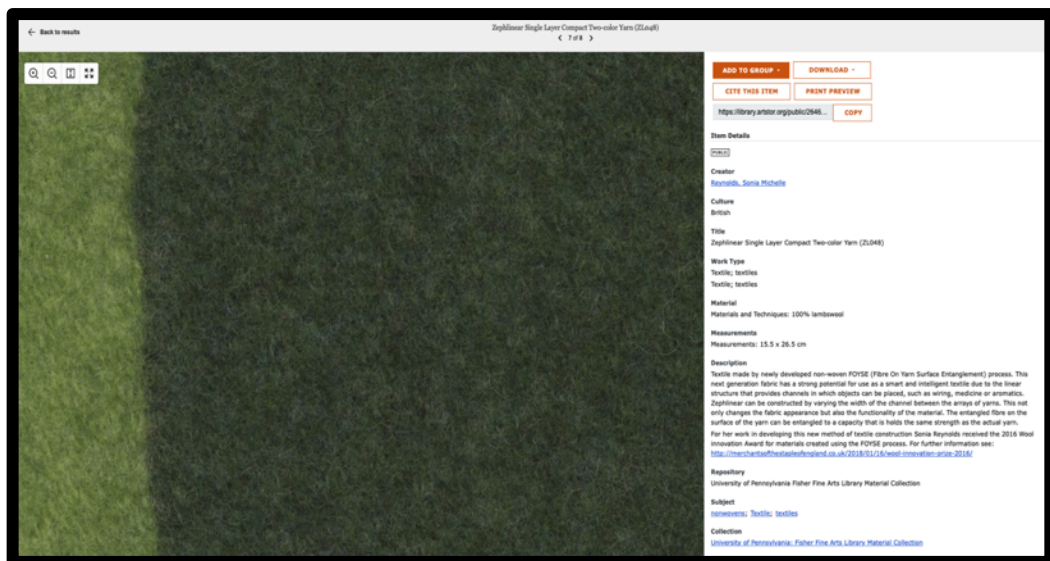 ← Back to results
Zephlinear Single Layer Compact Two-color Yarn (ZL048)
< 7 of 8 >
ADD TO GROUP
DOWNLOAD
CITE THIS ITEM
PRINT PREVIEW
https://library.artstor.org/public/2646...
COPY
Item Details
PUBLIC
Creator
Reynolds, Sonia Michelle
Culture
British
Title
Zephlinear Single Layer Compact Two-color Yarn (ZL048)
Work Type
Textile; textiles
Textile; textiles
Material
Materials and Techniques: 100% lambswool
Measurements
Measurements: 15.5 x 26.5 cm
Description
Textile made by newly developed non-woven FOYSE (Fibre On Yarn Surface Entanglement) process. This
next generation fabric has a strong potential for use as a smart and intelligent textile due to the linear
structure that provides channels in which objects can be placed, such as wiring, medicine or aromatics.
Zephlinear can be constructed by varying the width of the channel between the arrays of yarns. This not
only changes the fabric appearance but also the functionality of the material. The entangled fibre on the
surface of the yarn can be entangled to a capacity that is holds the same strength as the actual yarn.
For her work in developing this new method of textile construction Sonia Reynolds received the 2016 Wool
innovation Award for materials created using the FOYSE process. For further information see:
http://merchantsofthestapleofengland.co.uk/2018/01/16/wool-innovation-prize-2016/
Repository
University of Pennsylvania Fisher Fine Arts Library Material Collection
Subject
nonwovens; Textile; textiles
Collection
University of Pennsylvania: Fisher Fine Arts Library Material Collection